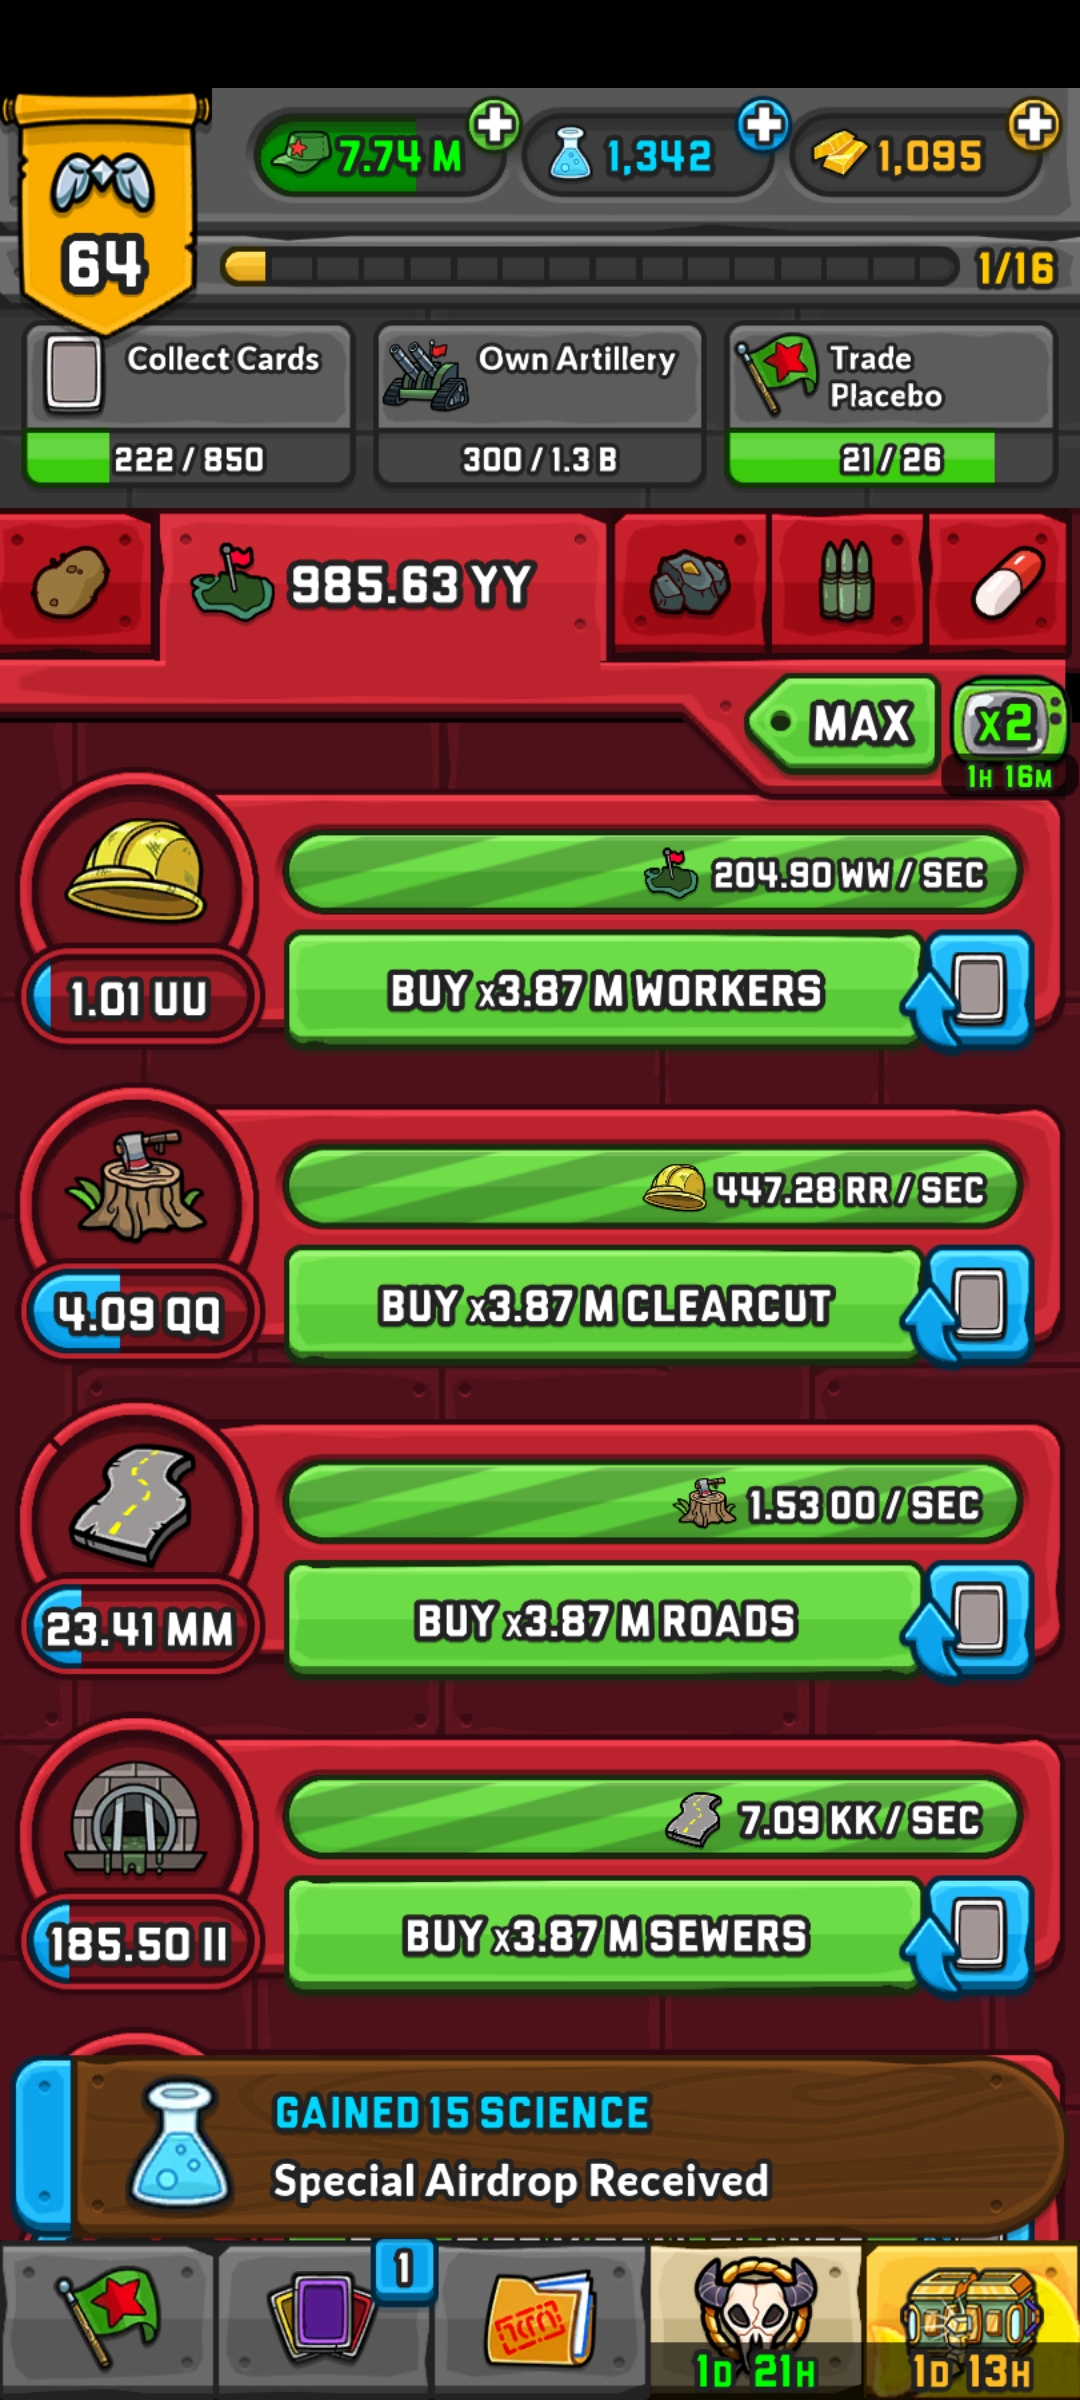 64
7.74 M
1,342
1,095
1/16
Collect Cards
222 / 850
Own Artillery
300 / 1.3 B
Trade
Placebo
21 / 26
985.63 YY
MAX
x2
1H 16M
204.90 WW / SEC
1.01 UU
BUY x3.87 M WORKERS
447.28 RR / SEC
4.09 QQ
BUY x3.87 M CLEARCUT
1.53 OO / SEC
23.41 MM
BUY x3.87 M ROADS
7.09 KK / SEC
185.50 II
BUY x3.87 M SEWERS
GAINED 15 SCIENCE
Special Airdrop Received
1
1D 21H
1D 13H